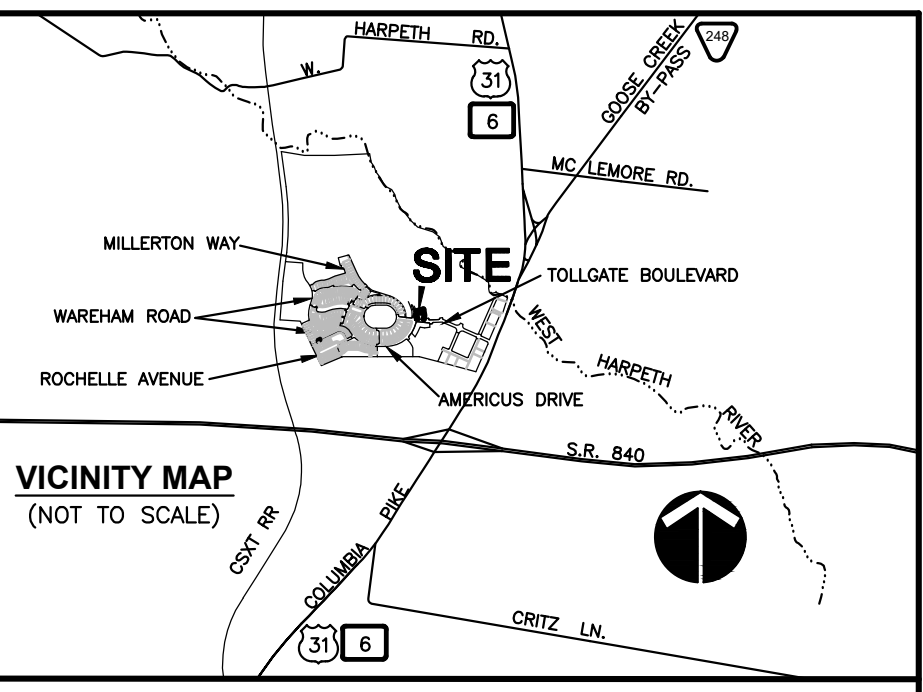 HARPETH RD.
W.
31
6
GOOSE CREEK
BY-PASS
248
MC LEMORE RD.
MILLERTON WAY
SITE
TOLLGATE BOULEVARD
WAREHAM ROAD
WEST
HARPETH
RIVER
ROCHELLE AVENUE
AMERICUS DRIVE
S.R. 840
VICINITY MAP
(NOT TO SCALE)
CSXT RR
COLUMBIA PIKE
31
6
CRITZ LN.